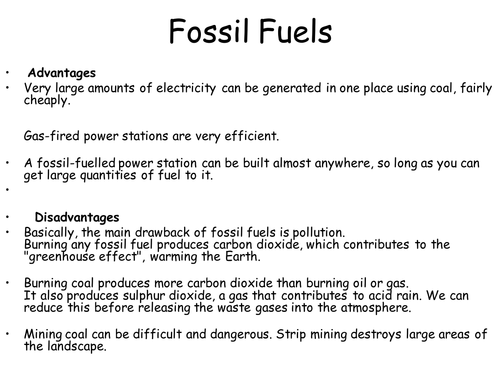 Fossil Fuels
• Advantages
• Very large amounts of electricity can be generated in one place using coal, fairly
cheaply.
Gas-fired power stations are very efficient.
• A fossil-fuelled power station can be built almost anywhere, so long as you can
get large quantities of fuel to it.
•
• Disadvantages
• Basically, the main drawback of fossil fuels is pollution.
Burning any fossil fuel produces carbon dioxide, which contributes to the
"greenhouse effect", warming the Earth.
• Burning coal produces more carbon dioxide than burning oil or gas.
It also produces sulphur dioxide, a gas that contributes to acid rain. We can
reduce this before releasing the waste gases into the atmosphere.
• Mining coal can be difficult and dangerous. Strip mining destroys large areas of
the landscape.